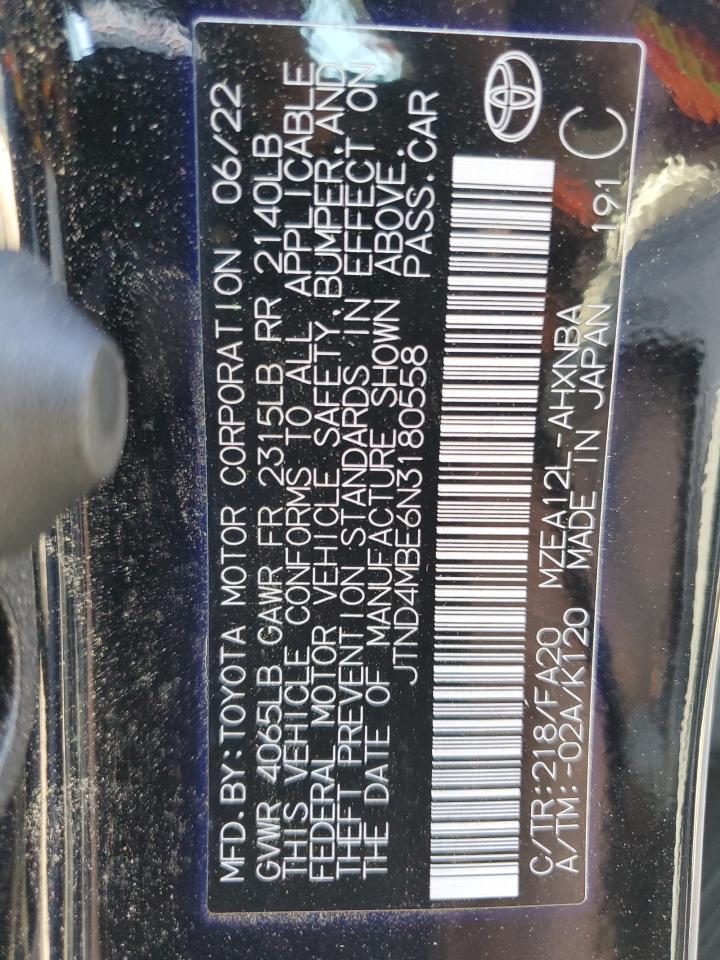 MFD. BY: TOYOTA MOTOR CORPORATION 06/22
GVWR 4065LB GAWR FR 2315LB RR 2140LB
THIS VEHICLE CONFORMS TO ALL APPLICABLE
FEDERAL MOTOR VEHICLE SAFETY, BUMPER, AND
THEFT PREVENTION STANDARDS IN EFFECT ON
THE DATE OF MANUFACTURE SHOWN ABOVE.
JTND4MBE6N3180558 PASS. CAR
C/TR: 218/FA20 MZEA12L-AHXNBA
A/TM: -02A/K120 MADE IN JAPAN 191 C